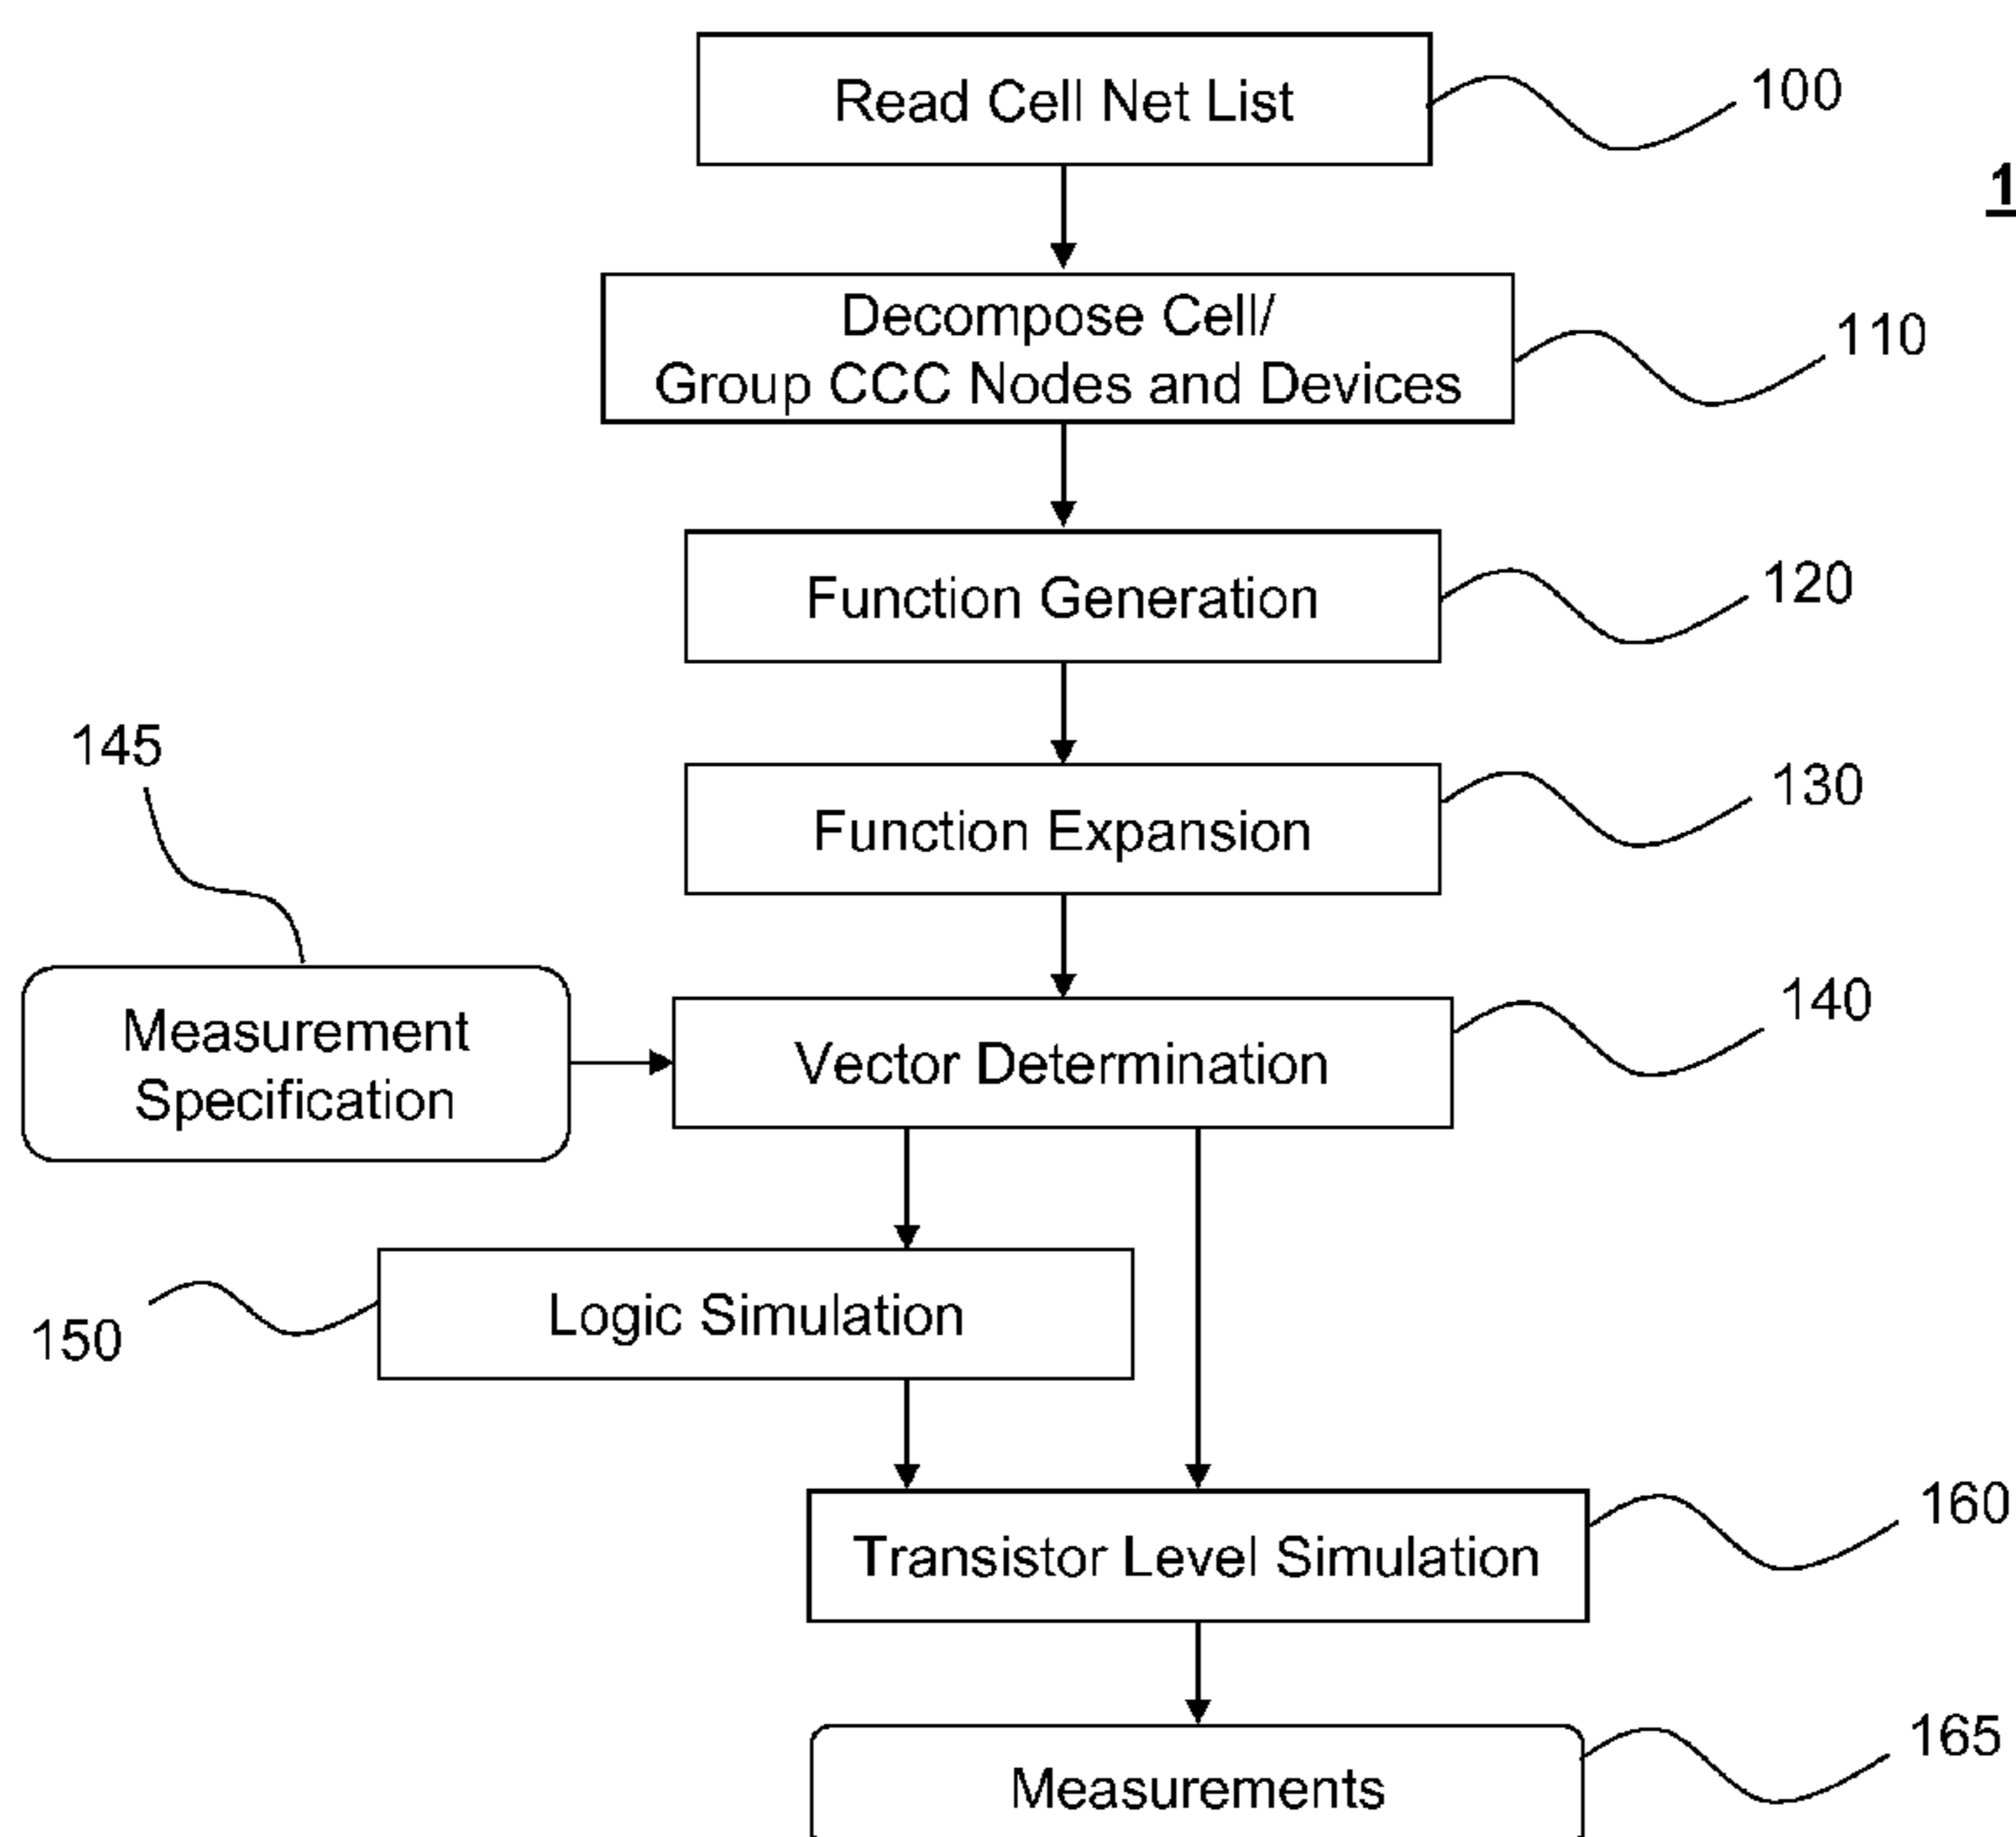 Read Cell Net List
100
1
Decompose Cell/
Group CCC Nodes and Devices
110
Function Generation
120
145
Function Expansion
130
Measurement
Specification
Vector Determination
140
Logic Simulation
150
Transistor Level Simulation
160
Measurements
165